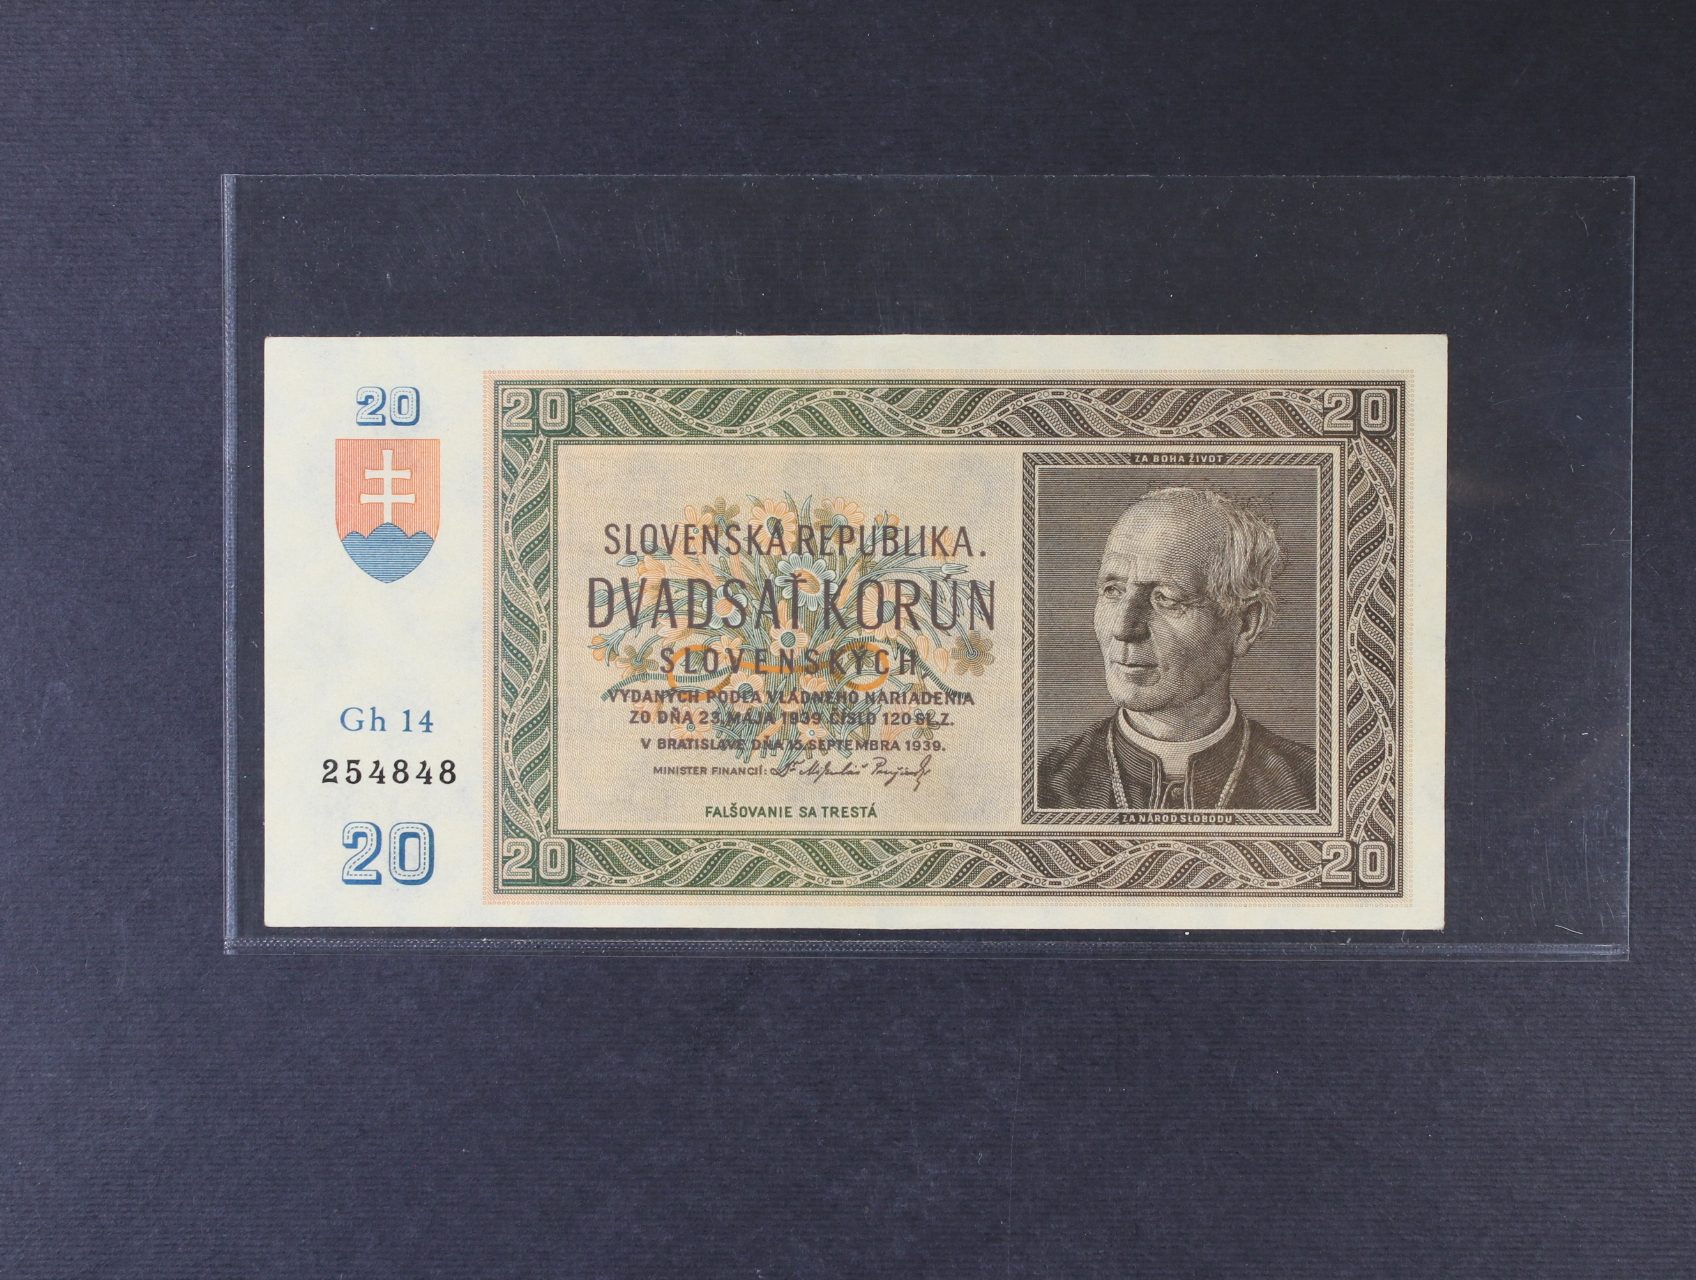 20
20
20
ZA BOHA ŽIVOT
SLOVENSKÁ REPUBLIKA.
DVADSAŤ KORÚN
SLOVENSKÝCH,
VYDANÝCH PODĽA VLÁDNEHO NARIADENIA
ZO DŇA 23. MÁJA 1939 ČÍSLO 120 SL. Z.
V BRATISLAVE DŇA 15. SEPTEMBRA 1939.
MINISTER FINANCIÍ:
FALŠOVANIE SA TRESTÁ
ZA NÁROD SLOBODU
Gh 14
254848
20
20
20